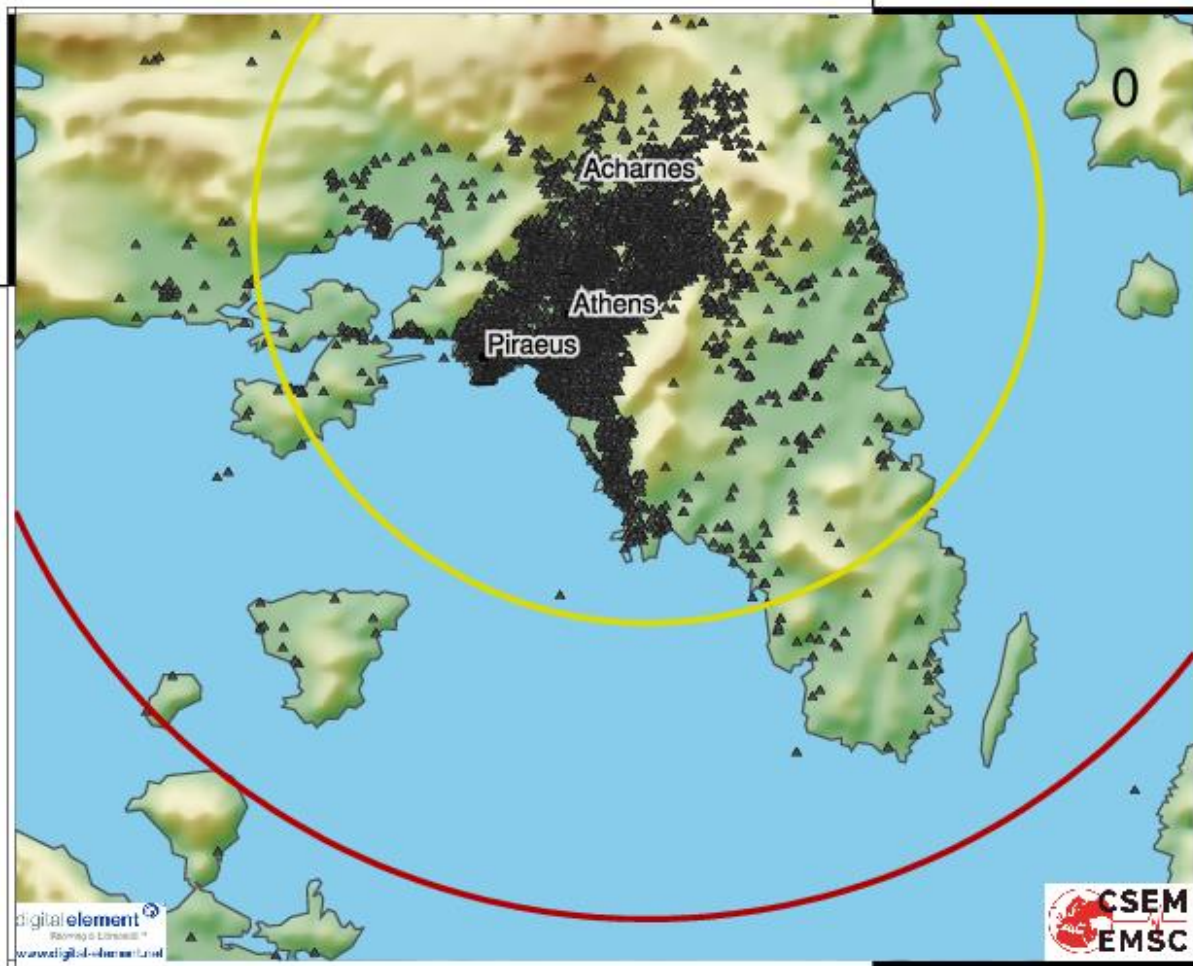 0
Acharnes
Athens
Piraeus
digital element
www.digital-element.net
CSEM
EMSC